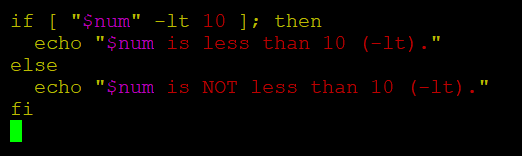 if [ "$num" -lt 10 ]; then
  echo "$num is less than 10 (-lt)."
else
  echo "$num is NOT less than 10 (-lt)."
fi